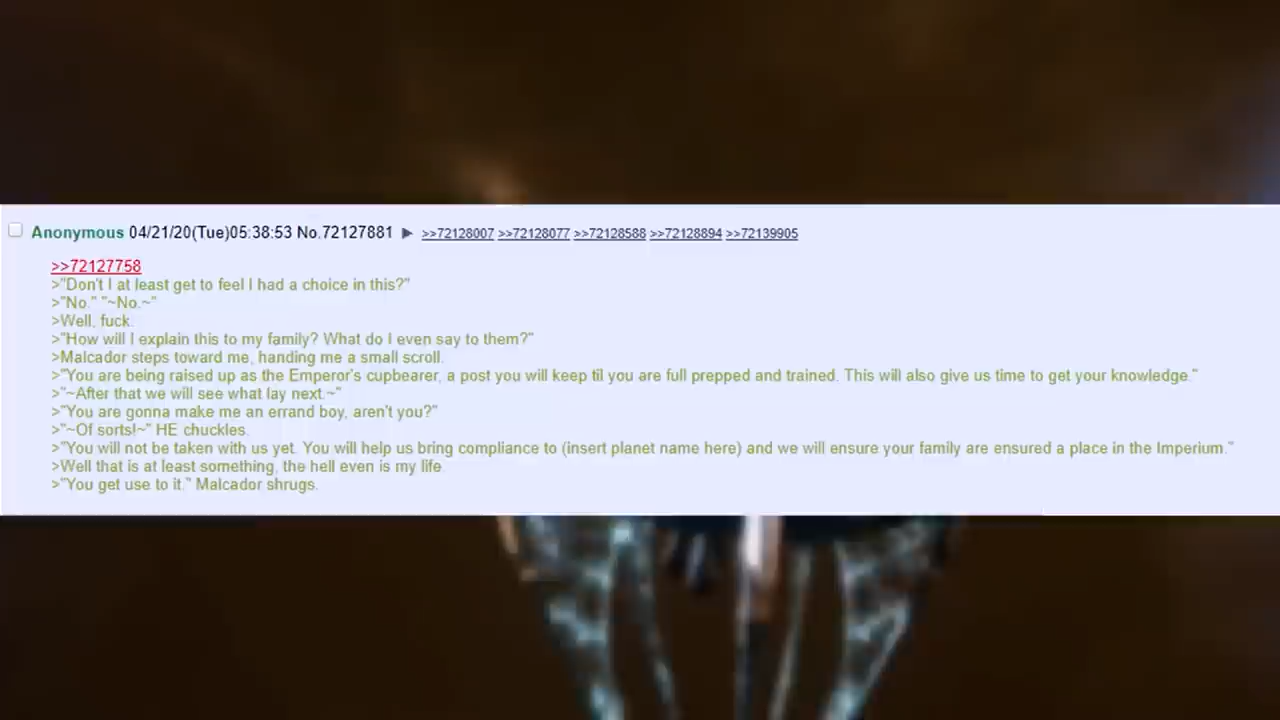 Anonymous 04/21/20(Tue)05:38:53 No.72127881 ▶ >>72128007 >>72128077 >>72128588 >>72128894 >>72139905
>>72127758
>"Don't I at least get to feel I had a choice in this?"
>"No." "~No.~"
>Well, fuck.
>"How will I explain this to my family? What do I even say to them?"
>Malcador steps toward me, handing me a small scroll.
>"You are being raised up as the Emperor's cupbearer, a post you will keep til you are full prepped and trained. This will also give us time to get your knowledge."
>"~After that we will see what lay next.~"
>"You are gonna make me an errand boy, aren't you?"
>"~Of sorts!~" HE chuckles.
>"You will not be taken with us yet. You will help us bring compliance to (insert planet name here) and we will ensure your family are ensured a place in the Imperium."
>Well that is at least something, the hell even is my life.
>"You get use to it." Malcador shrugs.